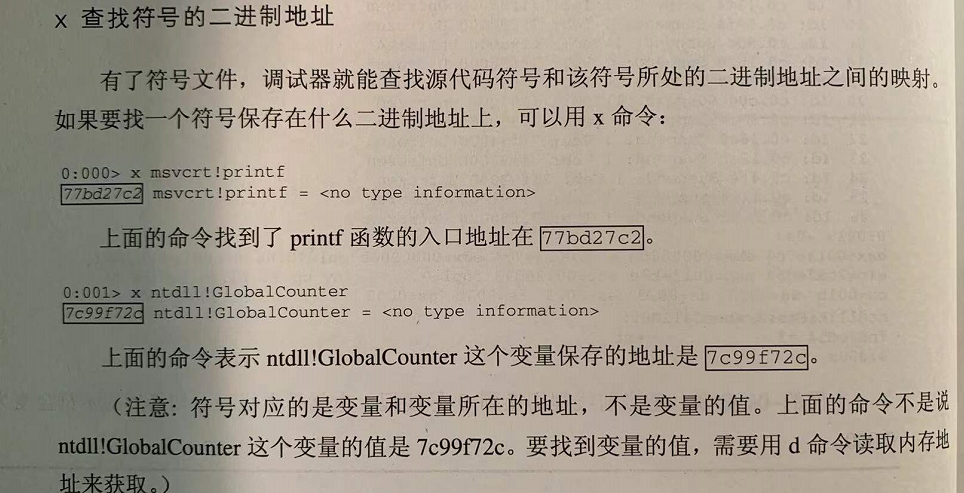 x 查找符号的二进制地址
有了符号文件，调试器就能查找源代码符号和该符号所处的二进制地址之间的映射。
如果要找一个符号保存在什么二进制地址上，可以用 x 命令：
0:000> x msvcrt!printf
77bd27c2 msvcrt!printf = <no type information>
上面的命令找到了 printf 函数的入口地址在 77bd27c2。
0:001> x ntdll!GlobalCounter
7c99f72c ntdll!GlobalCounter = <no type information>
上面的命令表示 ntdll!GlobalCounter 这个变量保存的地址是 7c99f72c。
（注意：符号对应的是变量和变量所在的地址，不是变量的值。上面的命令不是说
ntdll!GlobalCounter 这个变量的值是 7c99f72c。要找到变量的值，需要用 d 命令读取内存地
址来获取。）